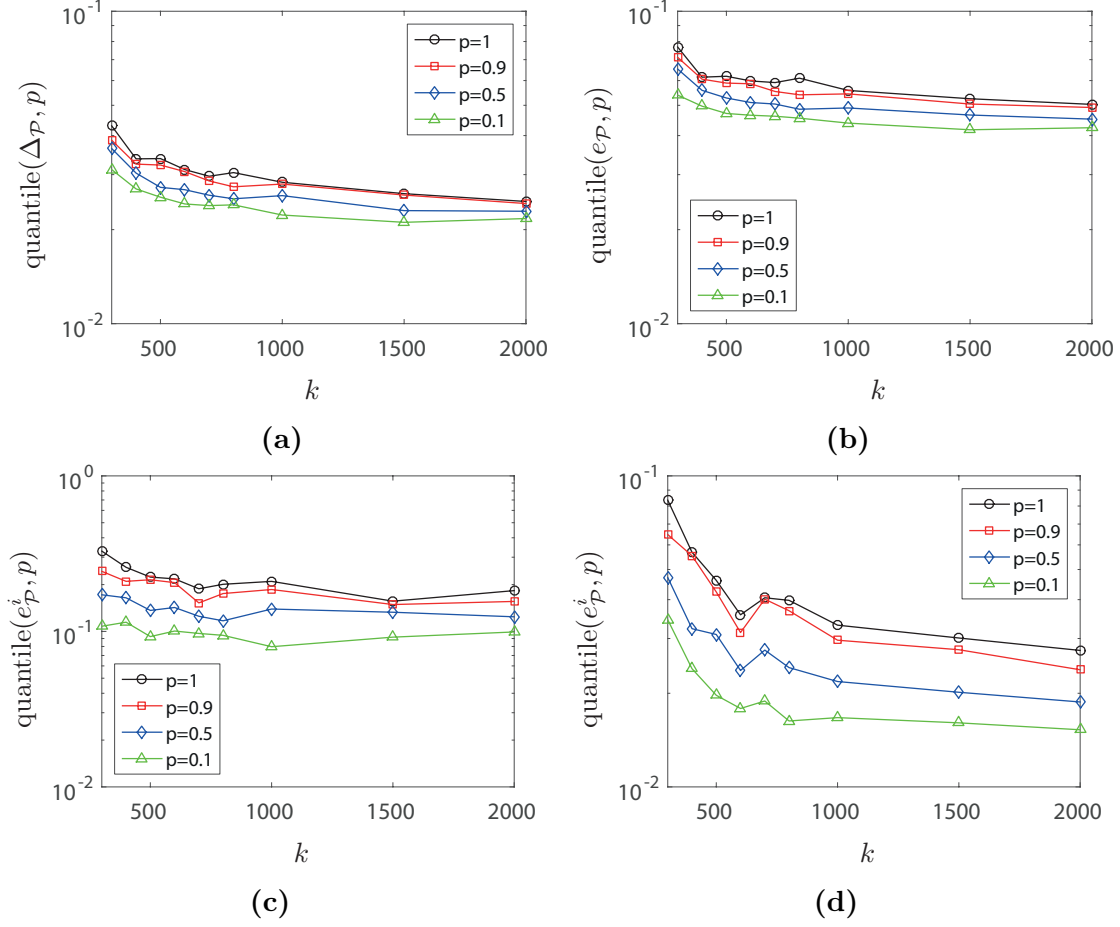 quantile(Δ_𝒫, p)
10^{-1}
10^{-2}
p=1
p=0.9
p=0.5
p=0.1
500 1000 1500 2000
k
(a)
quantile(e_𝒫, p)
10^{-1}
10^{-2}
p=1
p=0.9
p=0.5
p=0.1
500 1000 1500 2000
k
(b)
quantile(e^i_𝒫, p)
10^0
10^{-1}
10^{-2}
p=1
p=0.9
p=0.5
p=0.1
500 1000 1500 2000
k
(c)
quantile(e^i_𝒫, p)
10^{-1}
10^{-2}
p=1
p=0.9
p=0.5
p=0.1
500 1000 1500 2000
k
(d)